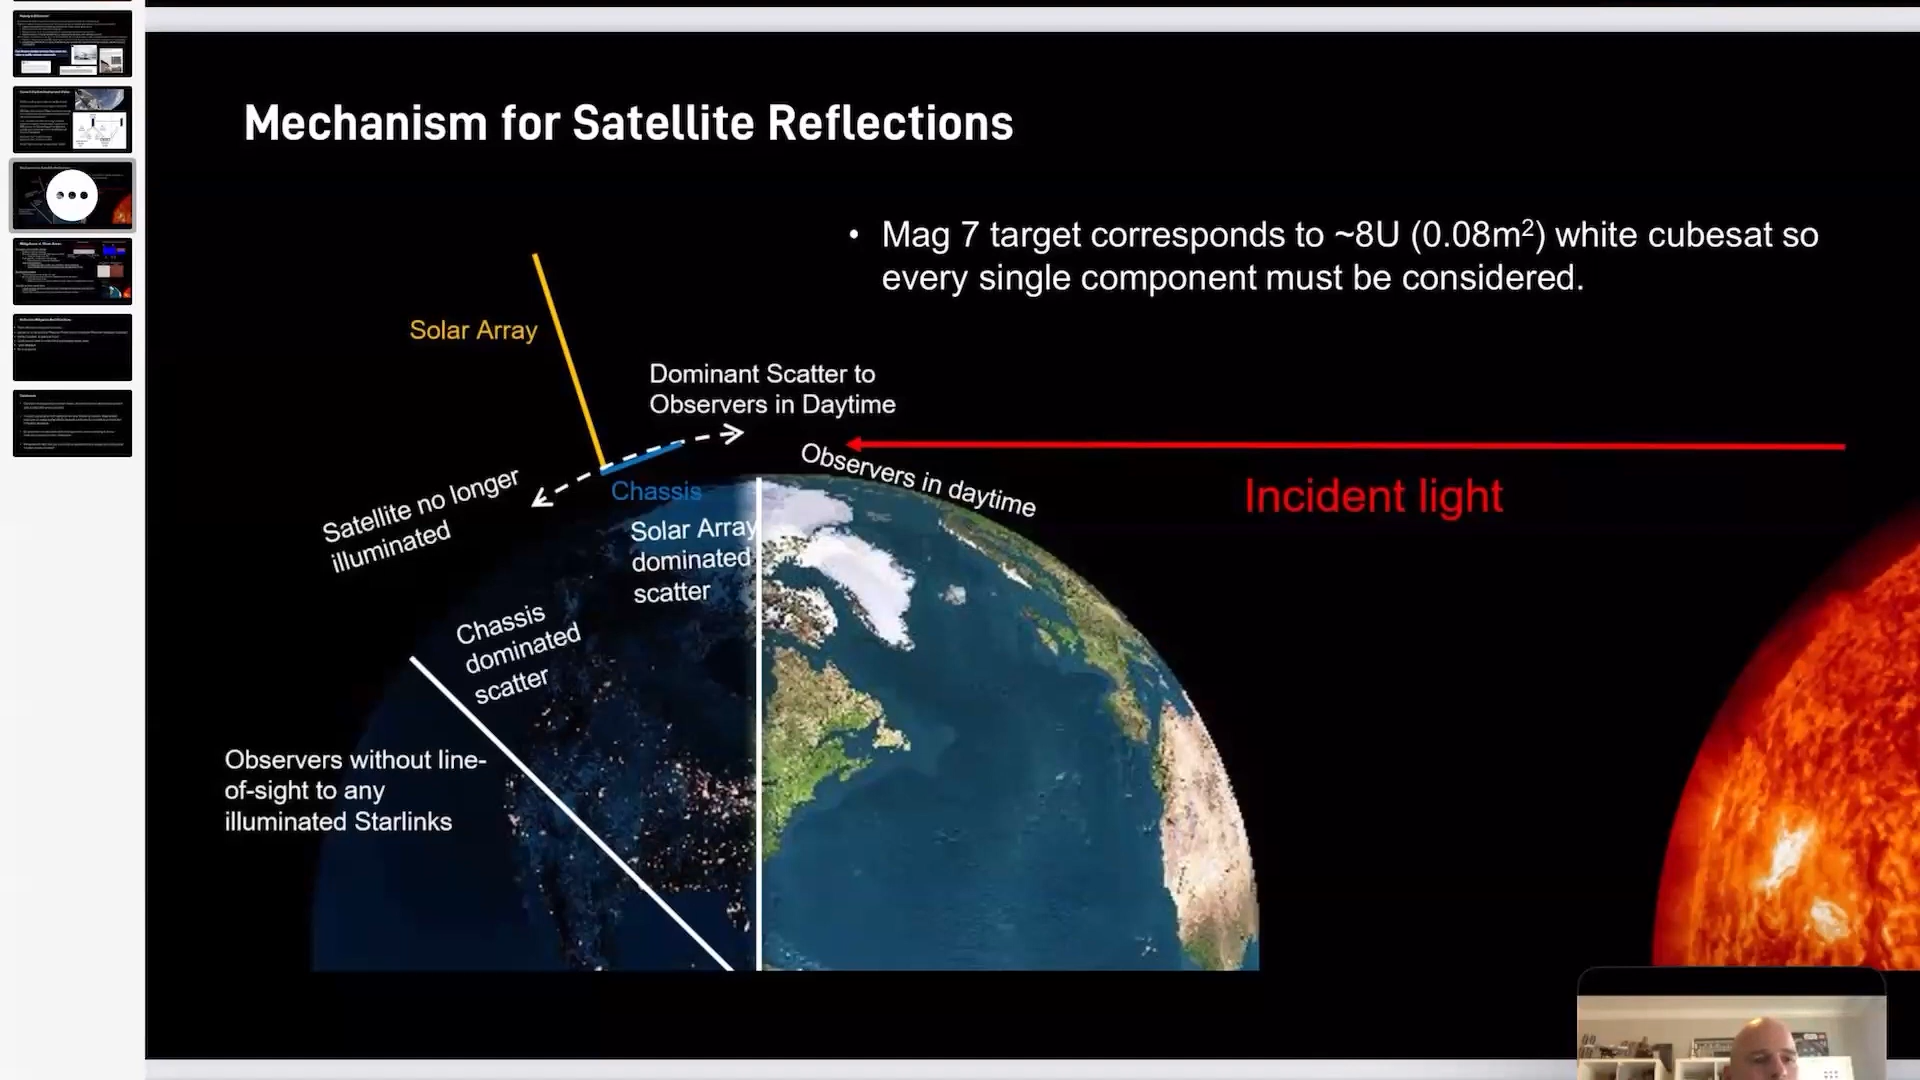 Mechanism for Satellite Reflections
• Mag 7 target corresponds to ~8U (0.08m²) white cubesat so
every single component must be considered.
Solar Array
Dominant Scatter to
Observers in Daytime
Observers in daytime
Incident light
Satellite no longer
illuminated
Chassis
Solar Array
dominated
scatter
Chassis
dominated
scatter
Observers without line-
of-sight to any
illuminated Starlinks